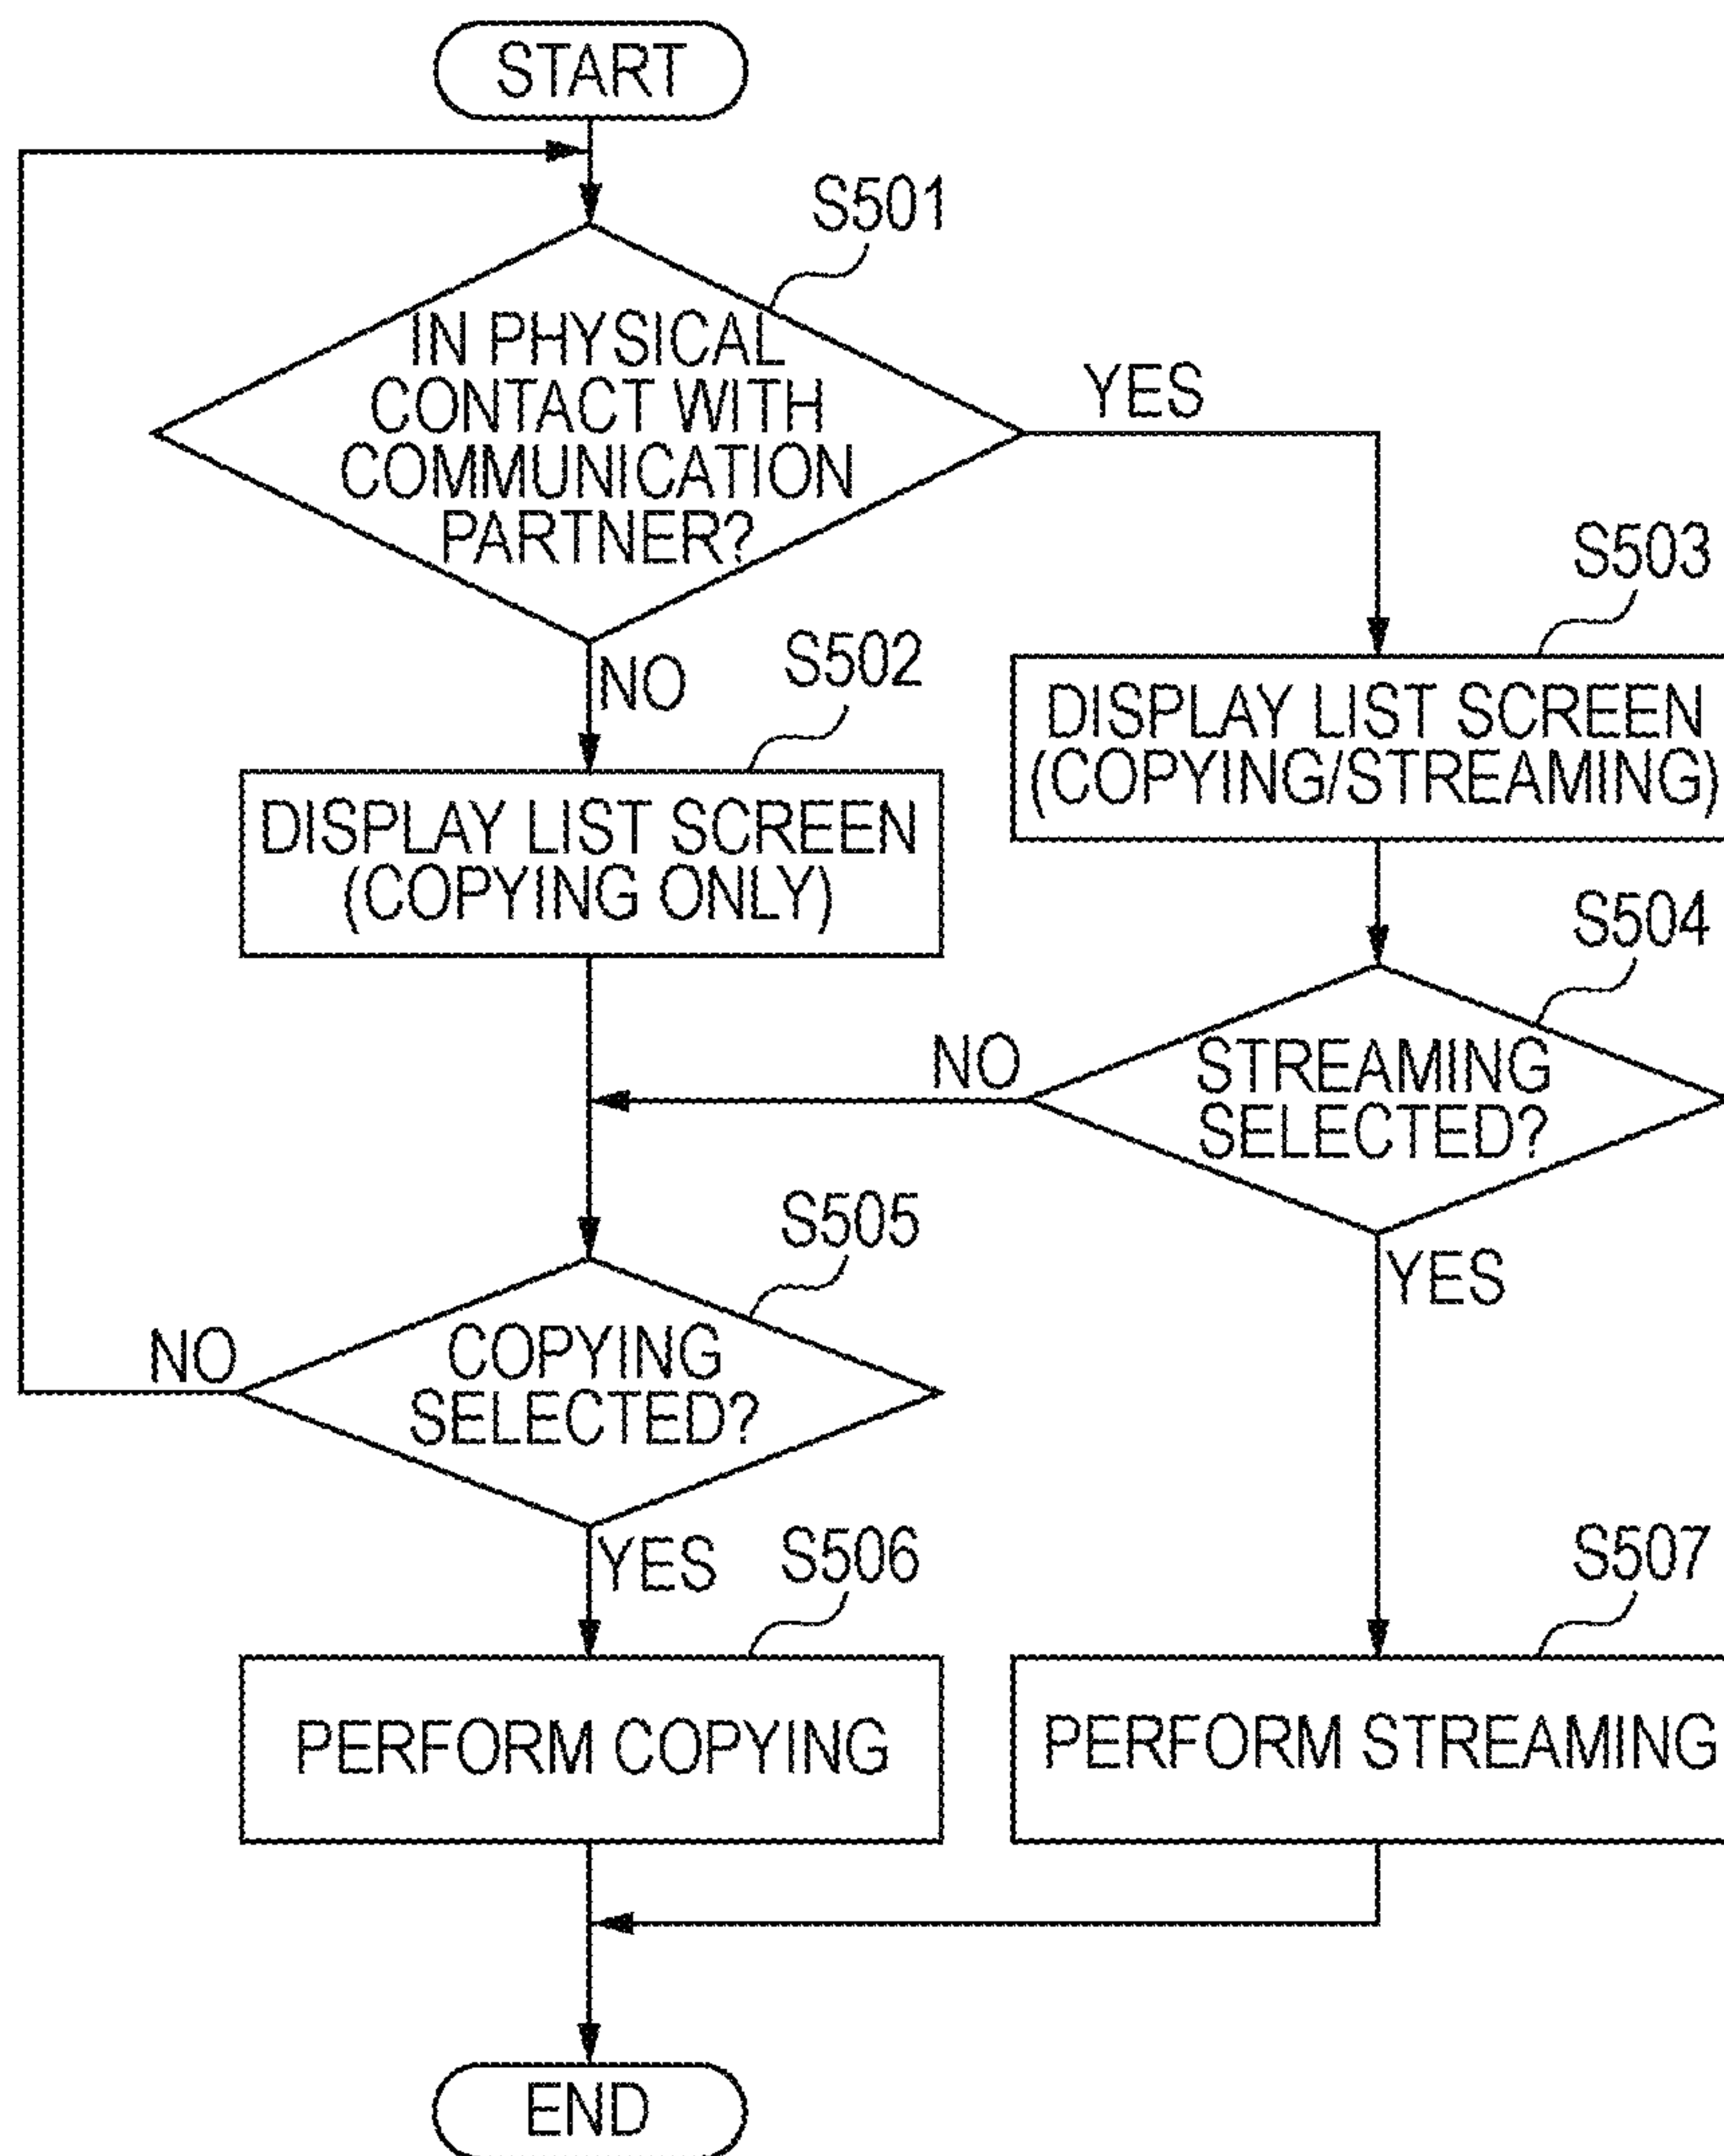 START
S501
IN PHYSICAL
CONTACT WITH
COMMUNICATION
PARTNER?
YES
NO
S502
S503
DISPLAY LIST SCREEN
(COPYING ONLY)
DISPLAY LIST SCREEN
(COPYING/STREAMING)
S504
STREAMING
SELECTED?
NO
YES
S505
COPYING
SELECTED?
NO
YES
S506
PERFORM COPYING
S507
PERFORM STREAMING
END